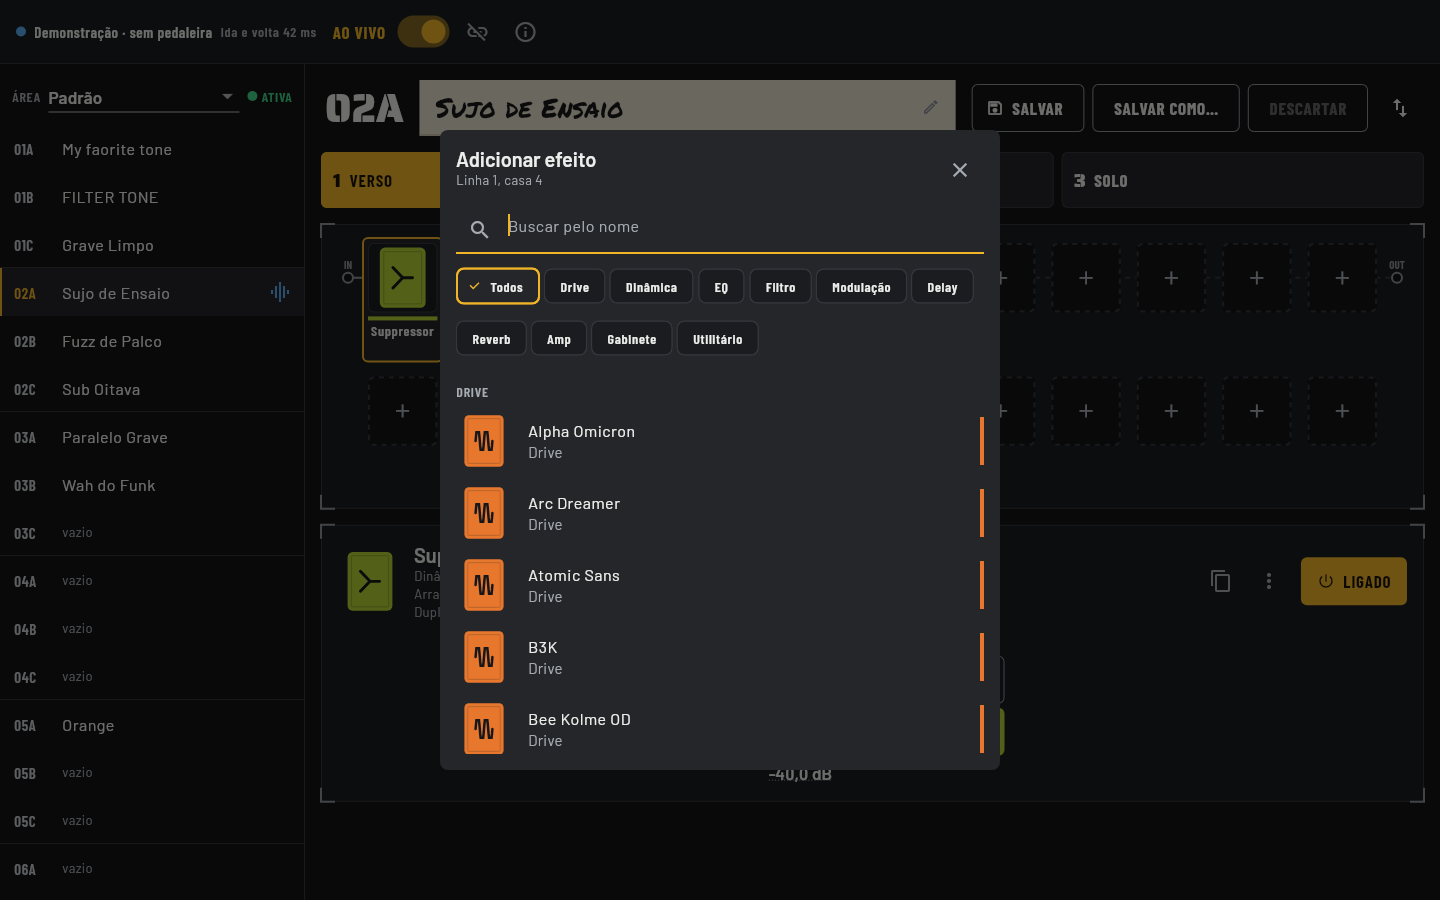 Demonstração · sem pedaleira Ida e volta 42 ms AO VIVO
ÁREA Padrão ATIVA
01A My faorite tone
01B FILTER TONE
01C Grave Limpo
02A Sujo de Ensaio
02B Fuzz de Palco
02C Sub Oitava
03A Paralelo Grave
03B Wah do Funk
03C vazio
04A vazio
04B vazio
04C vazio
05A Orange
05B vazio
05C vazio
06A vazio
02A Sujo de Ensaio SALVAR SALVAR COMO... DESCARTAR
1 VERSO
3 SOLO
IN
OUT
Suppressor
Adicionar efeito
Linha 1, casa 4
Buscar pelo nome
Todos Drive Dinâmica EQ Filtro Modulação Delay
Reverb Amp Gabinete Utilitário
DRIVE
Alpha Omicron
Drive
Arc Dreamer
Drive
Atomic Sans
Drive
B3K
Drive
Bee Kolme OD
Drive
LIGADO
-40,0 dB